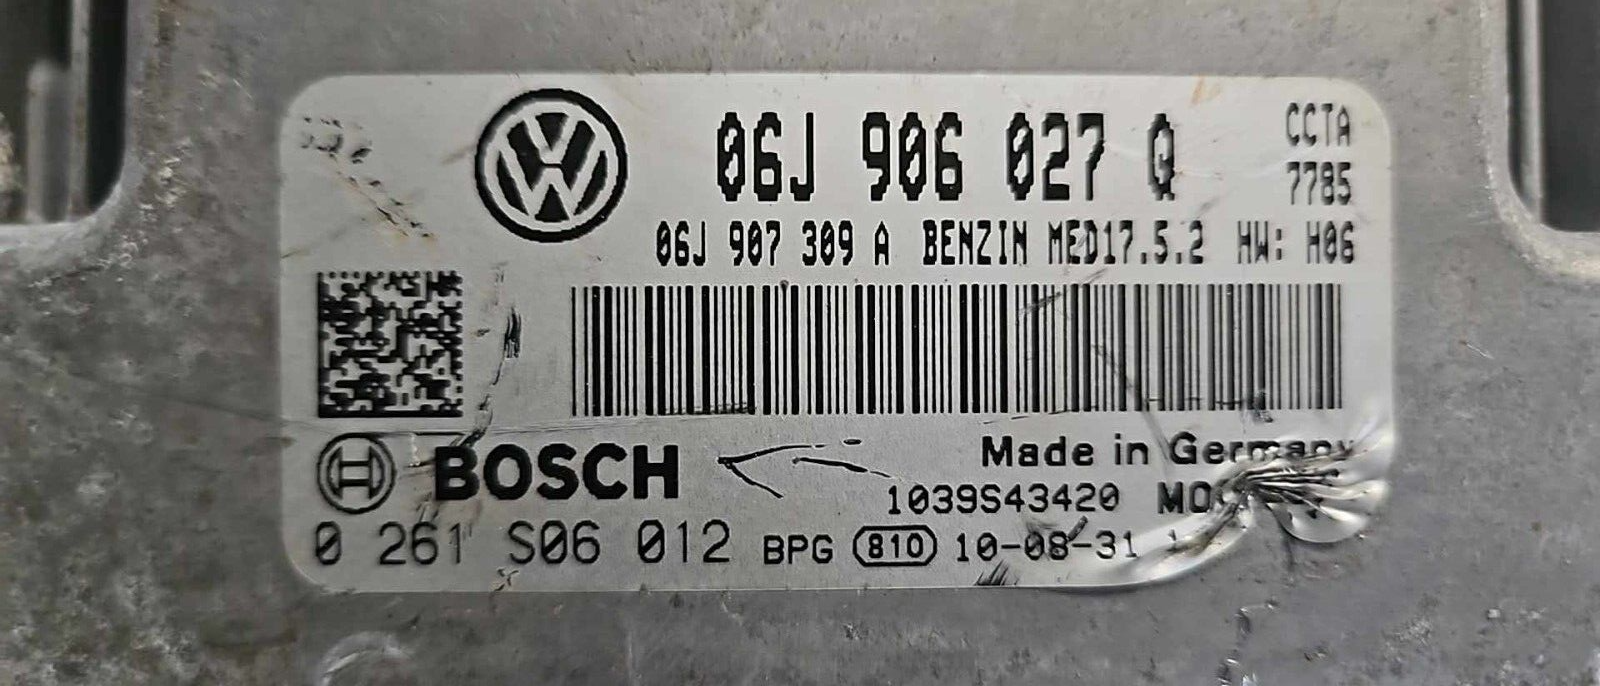 06J 906 027 Q
CCTA
7785
06J 907 309 A BENZIN MED17.5.2 HW: H06
BOSCH
Made in Germany
1039S43420
0 261 S06 012 BPG 810 10-08-31